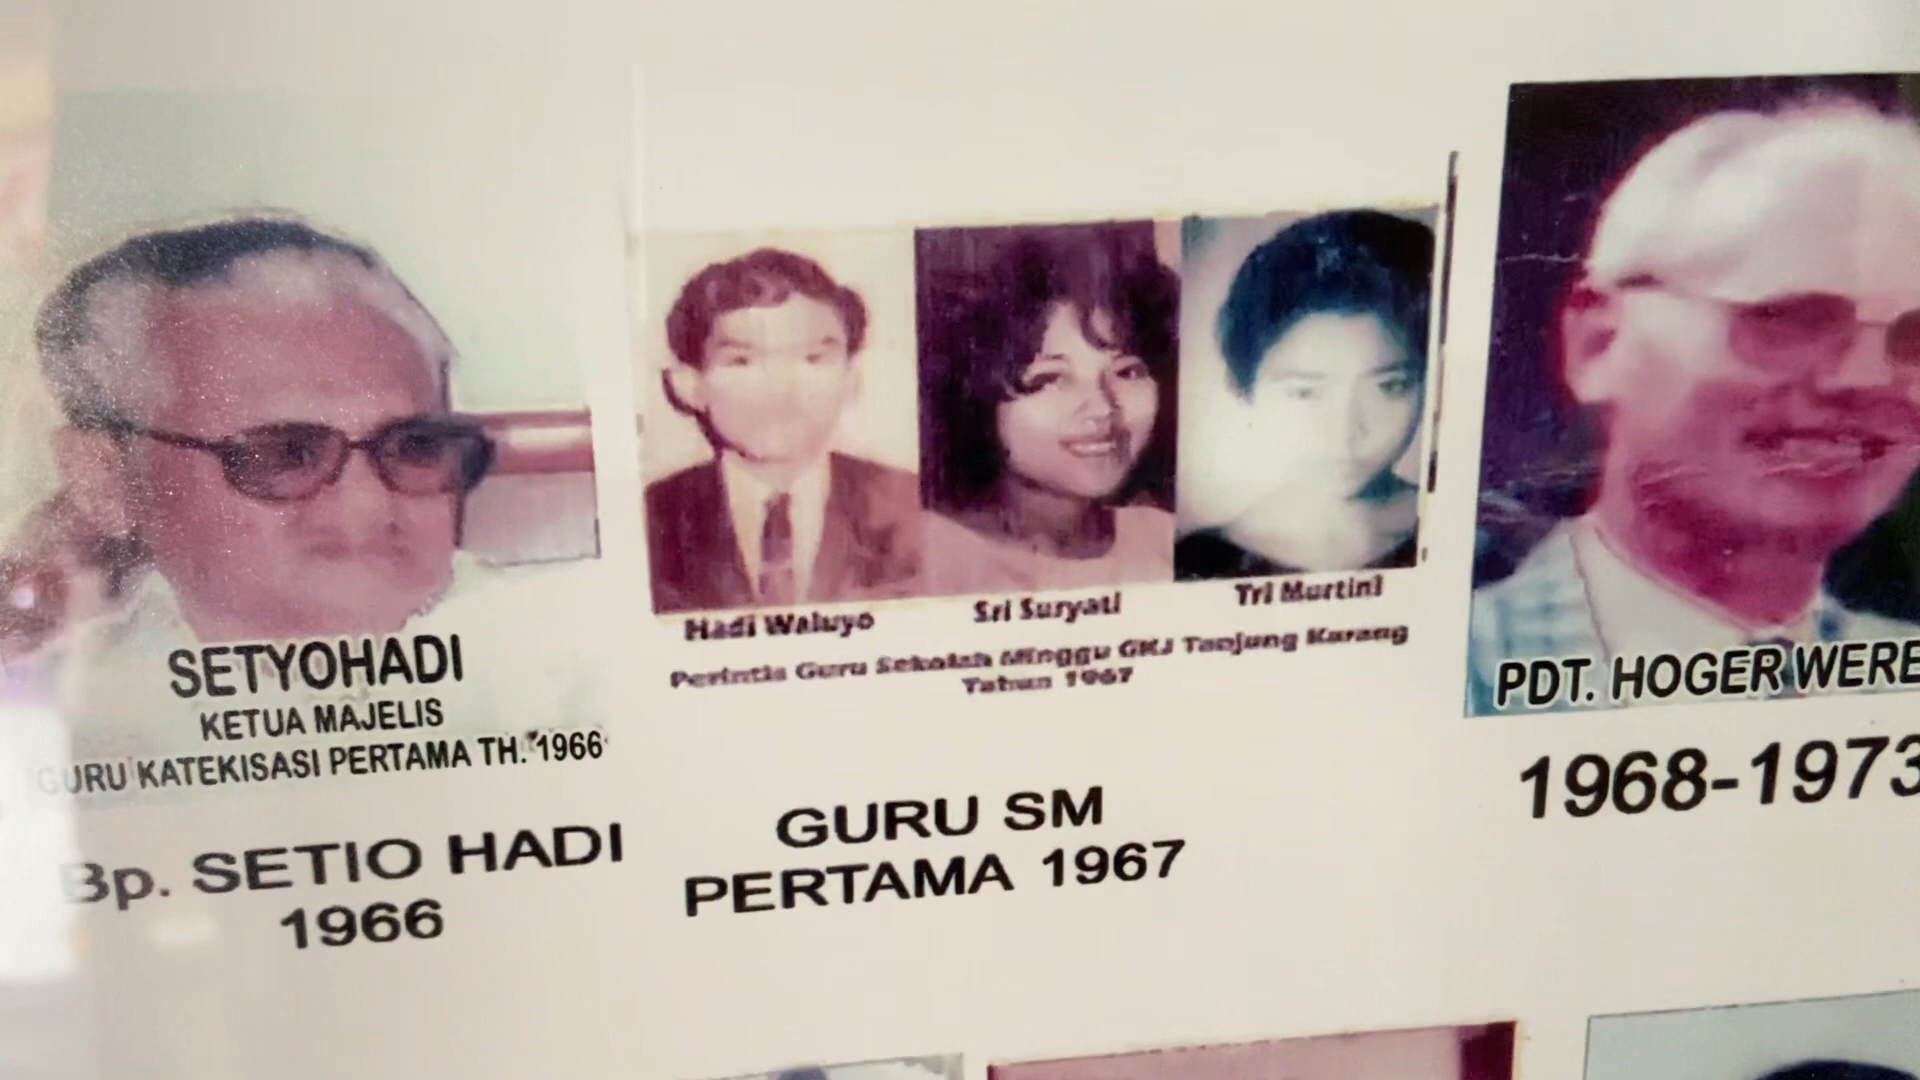 SETYOHADI
KETUA MAJELIS
GURU KATEKISASI PERTAMA TH. 1966
Bp. SETIO HADI
1966
Hadi Waluyo
Sri Suryati
Tri Murtini
Perintis Guru Sekolah Minggu GKJ Tanjung Karang
Tahun 1967
GURU SM
PERTAMA 1967
PDT. HOGER WERE
1968-1973